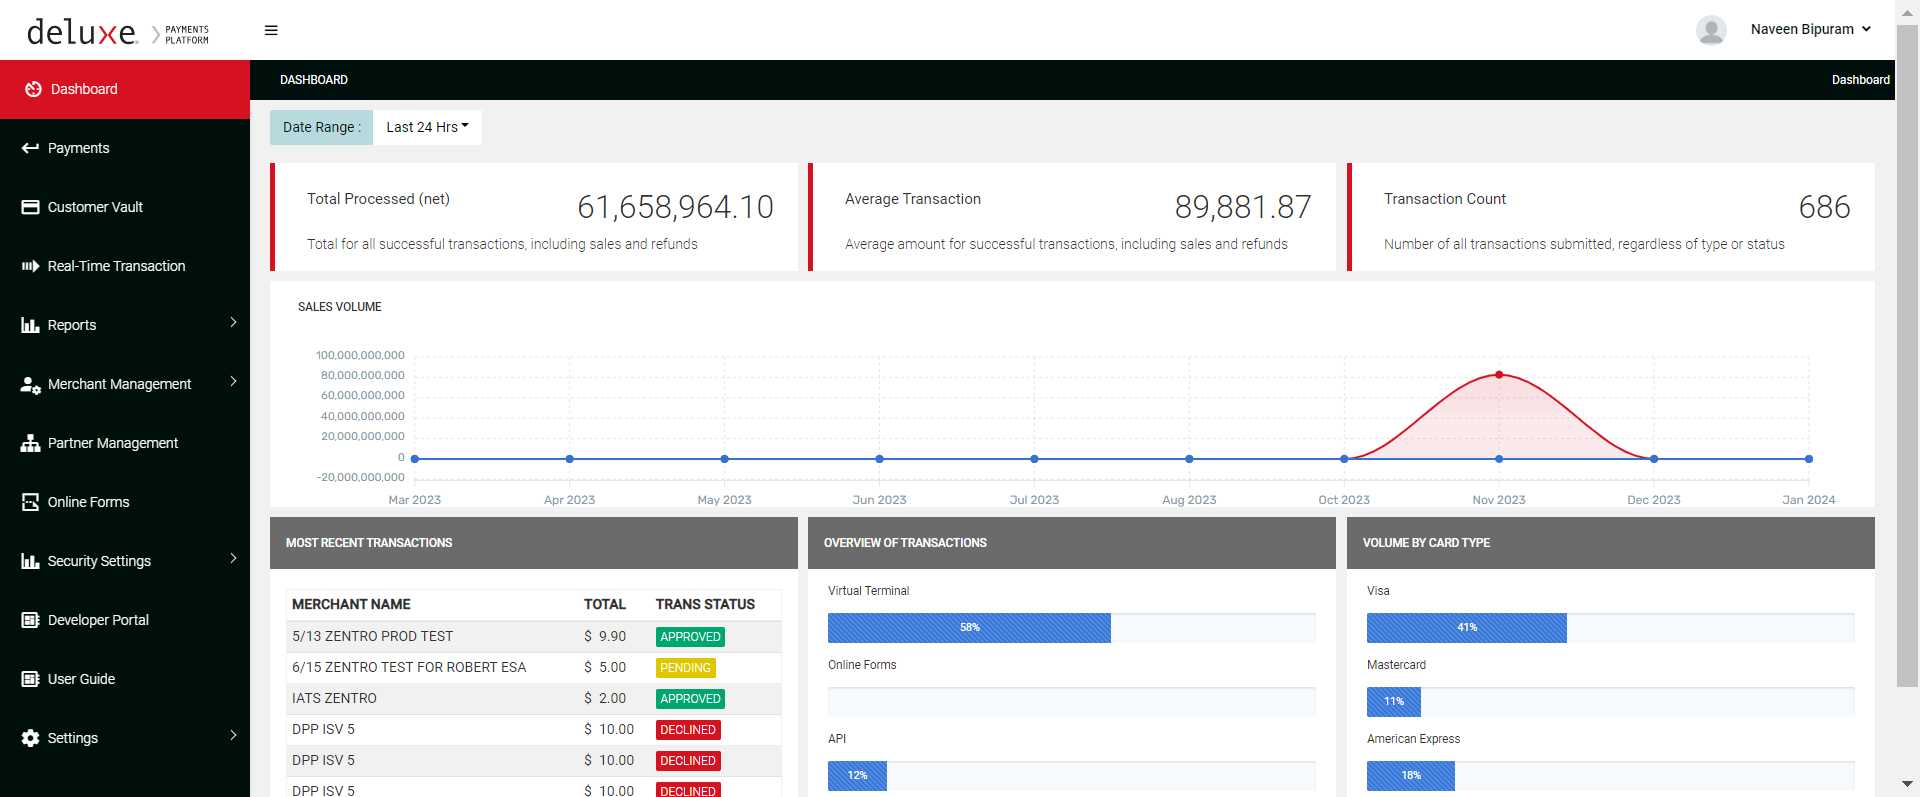 deluxe. PAYMENTS PLATFORM
Naveen Bipuram
Dashboard
Payments
Customer Vault
Real-Time Transaction
Reports
Merchant Management
Partner Management
Online Forms
Security Settings
Developer Portal
User Guide
Settings
DASHBOARD
Dashboard
Date Range :
Last 24 Hrs
Total Processed (net)
61,658,964.10
Total for all successful transactions, including sales and refunds
Average Transaction
89,881.87
Average amount for successful transactions, including sales and refunds
Transaction Count
686
Number of all transactions submitted, regardless of type or status
SALES VOLUME
100,000,000,000
80,000,000,000
60,000,000,000
40,000,000,000
20,000,000,000
0
-20,000,000,000
Mar 2023 Apr 2023 May 2023 Jun 2023 Jul 2023 Aug 2023 Oct 2023 Nov 2023 Dec 2023 Jan 2024
MOST RECENT TRANSACTIONS
MERCHANT NAME TOTAL TRANS STATUS
5/13 ZENTRO PROD TEST $ 9.90 APPROVED
6/15 ZENTRO TEST FOR ROBERT ESA $ 5.00 PENDING
IATS ZENTRO $ 2.00 APPROVED
DPP ISV 5 $ 10.00 DECLINED
DPP ISV 5 $ 10.00 DECLINED
DPP ISV 5 $ 10.00 DECLINED
OVERVIEW OF TRANSACTIONS
Virtual Terminal
58%
Online Forms
API
12%
VOLUME BY CARD TYPE
Visa
41%
Mastercard
11%
American Express
18%